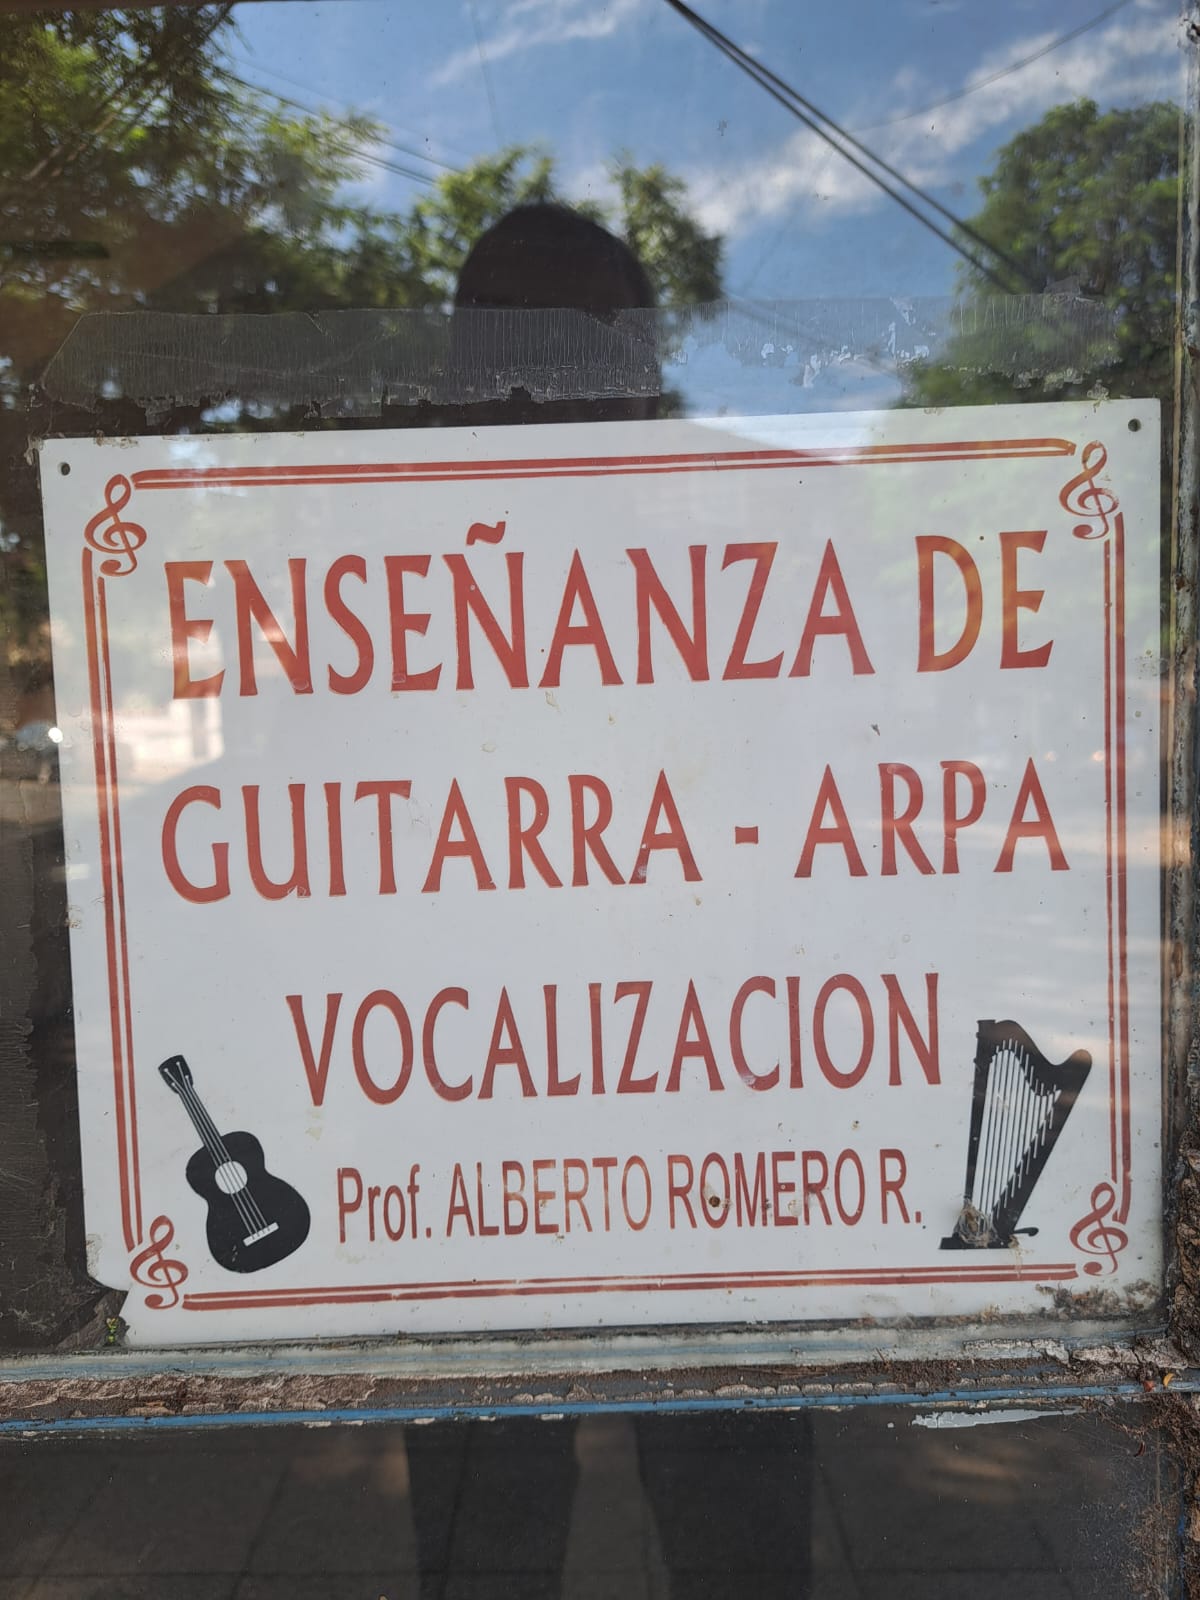 ENSEÑANZA DE
GUITARRA - ARPA
VOCALIZACION
Prof. ALBERTO ROMERO R.